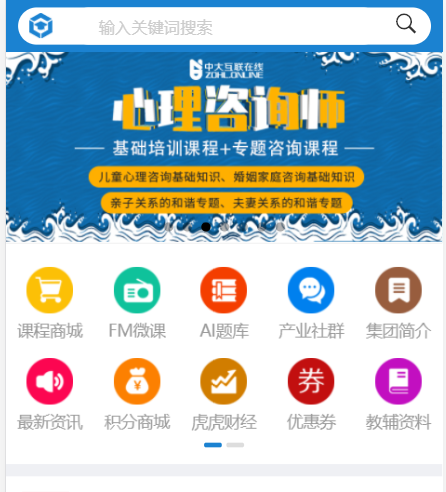 输入关键词搜索
中大互联在线
ZDHLONLINE
心理咨询师
基础培训课程+专题咨询课程
儿童心理咨询基础知识、婚姻家庭咨询基础知识
亲子关系的和谐专题、夫妻关系的和谐专题
课程商城 FM微课 AI题库 产业社群 集团简介
券
最新资讯 积分商城 虎虎财经 优惠券 教辅资料